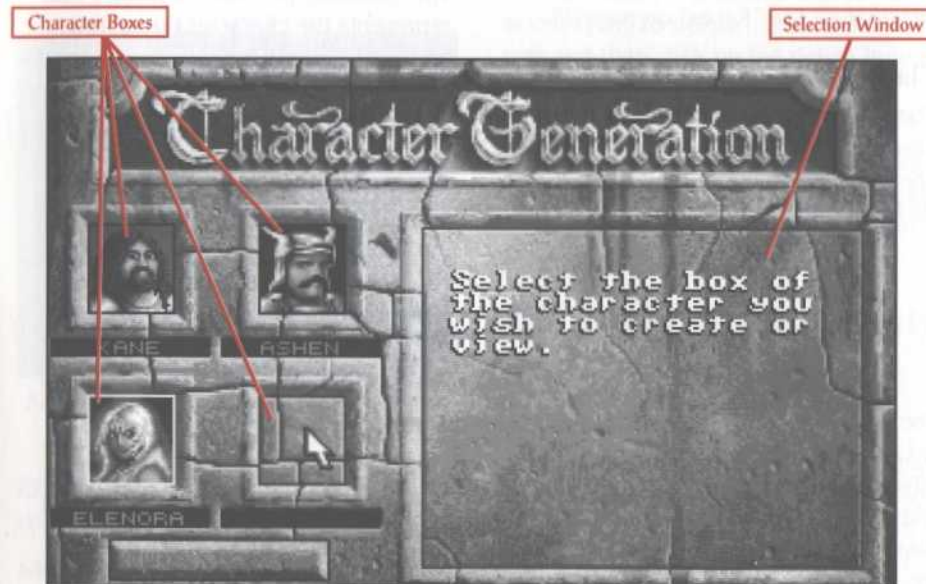 Character Boxes
Selection Window
Character Generation
Select the box of
the character you
wish to create or
view.
KANE
ASHEN
ELENORA